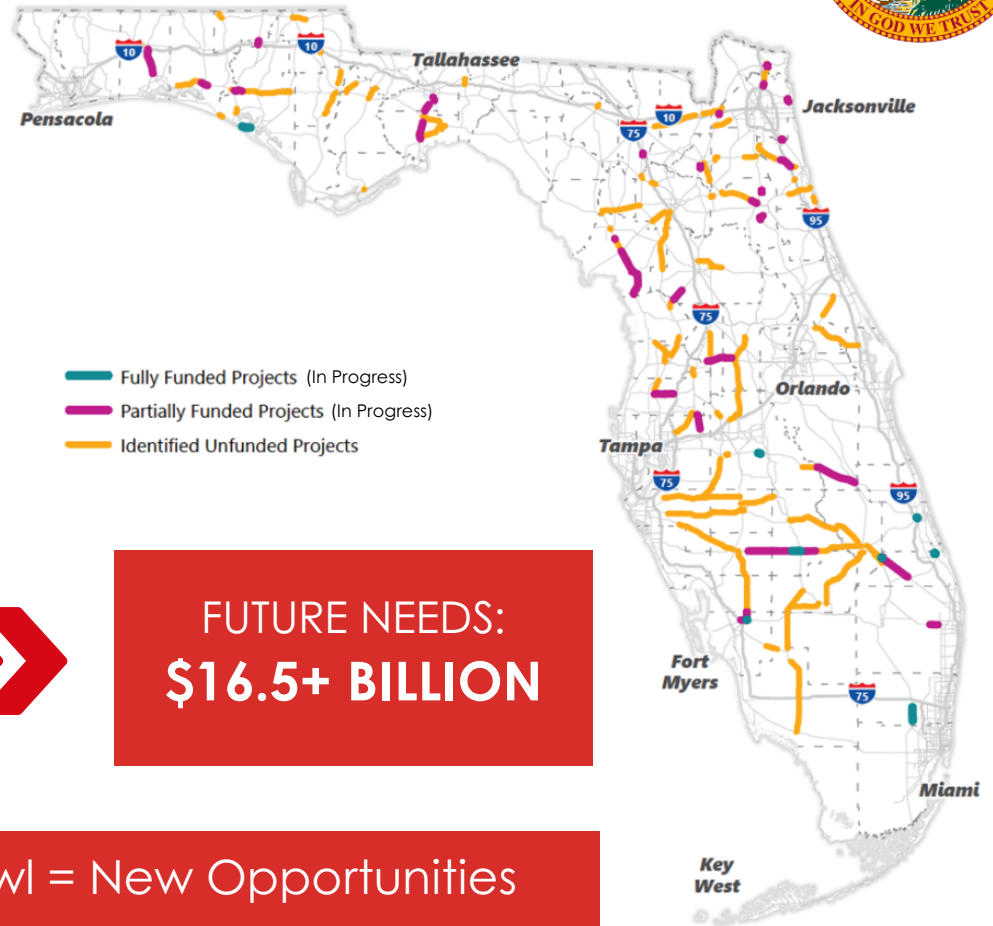 IN GOD WE TRUST
10
10
Tallahassee
Pensacola
Jacksonville
10
75
95
75
Fully Funded Projects (In Progress)
Partially Funded Projects (In Progress)
Identified Unfunded Projects
Orlando
Tampa
75
95
FUTURE NEEDS:
$16.5+ BILLION
Fort
Myers
75
Miami
wl = New Opportunities
Key
West